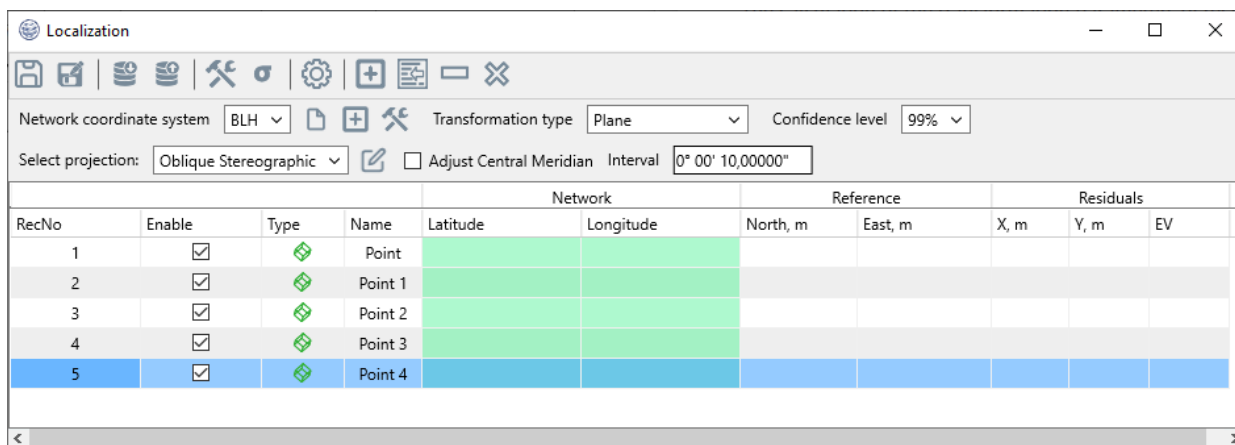 Localization
σ
Network coordinate system BLH Transformation type Plane Confidence level 99%
Select projection: Oblique Stereographic Adjust Central Meridian Interval 0° 00' 10,00000"
Network Reference Residuals
RecNo Enable Type Name Latitude Longitude North, m East, m X, m Y, m EV
1 Point
2 Point 1
3 Point 2
4 Point 3
5 Point 4